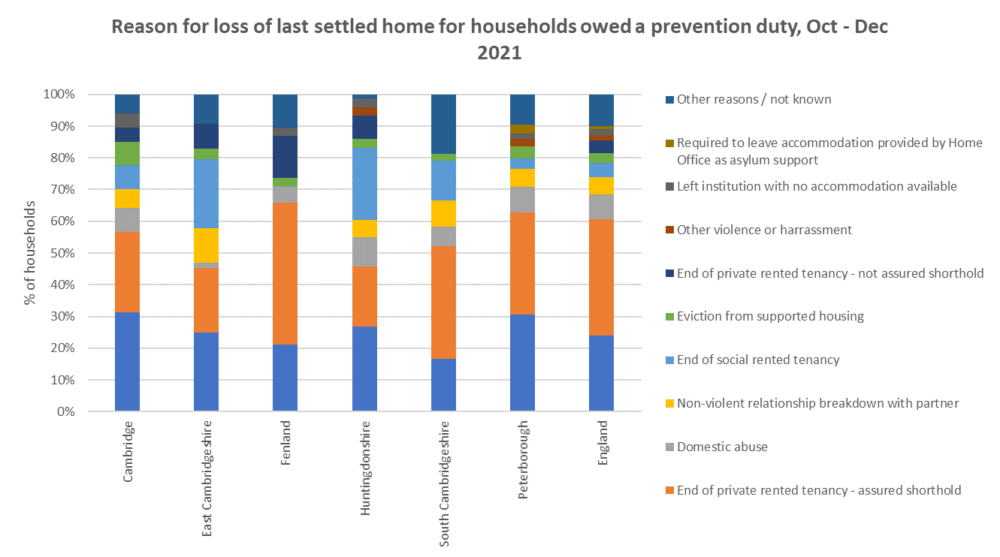 Reason for loss of last settled home for households owed a prevention duty, Oct - Dec
2021
% of households
100%
90%
80%
70%
60%
50%
40%
30%
20%
10%
0%
Cambridge
East Cambridgeshire
Fenland
Huntingdonshire
South Cambridgeshire
Peterborough
England
Other reasons / not known
Required to leave accommodation provided by Home
Office as asylum support
Left institution with no accommodation available
Other violence or harrassment
End of private rented tenancy - not assured shorthold
Eviction from supported housing
End of social rented tenancy
Non-violent relationship breakdown with partner
Domestic abuse
End of private rented tenancy - assured shorthold